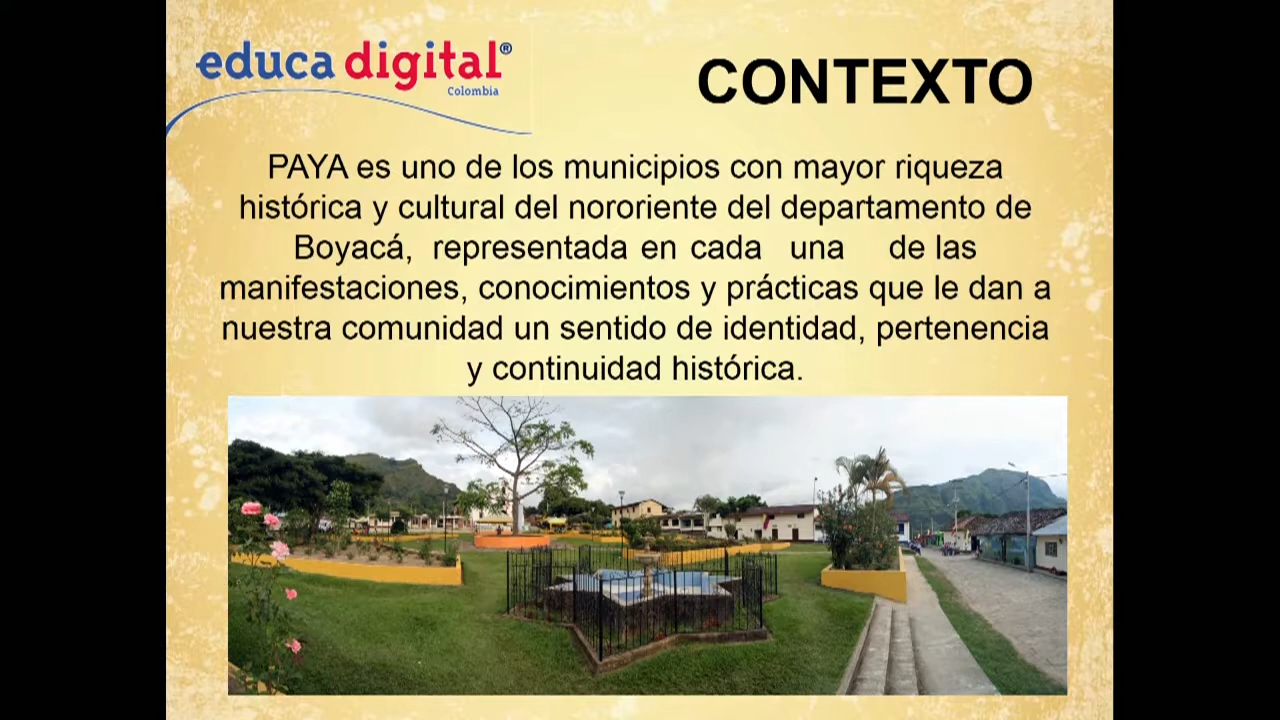 educa digital®
Colombia
CONTEXTO
PAYA es uno de los municipios con mayor riqueza
histórica y cultural del nororiente del departamento de
Boyacá, representada en cada una de las
manifestaciones, conocimientos y prácticas que le dan a
nuestra comunidad un sentido de identidad, pertenencia
y continuidad histórica.